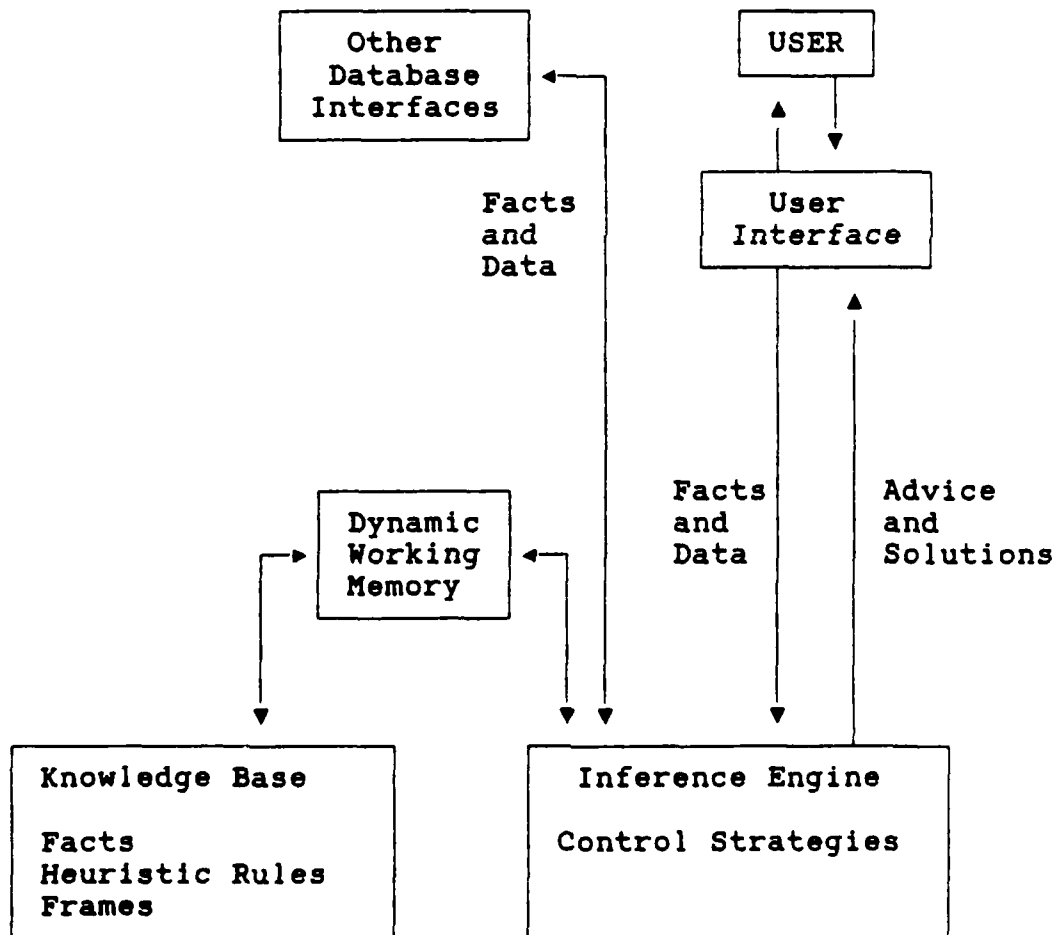 Other
Database
Interfaces
USER
User
Interface
Facts
and
Data
Dynamic
Working
Memory
Facts
and
Data
Advice
and
Solutions
Knowledge Base
Facts
Heuristic Rules
Frames
Inference Engine
Control Strategies